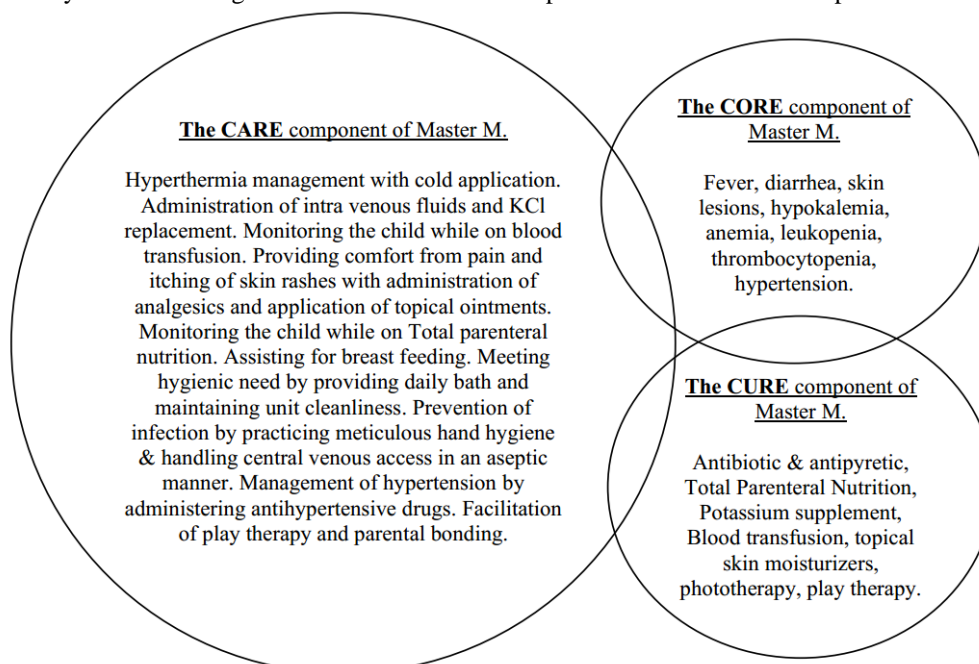 The CARE component of Master M.
Hyperthermia management with cold application.
Administration of intra venous fluids and KCl
replacement. Monitoring the child while on blood
transfusion. Providing comfort from pain and
itching of skin rashes with administration of
analgesics and application of topical ointments.
Monitoring the child while on Total parenteral
nutrition. Assisting for breast feeding. Meeting
hygienic need by providing daily bath and
maintaining unit cleanliness. Prevention of
infection by practicing meticulous hand hygiene
& handling central venous access in an aseptic
manner. Management of hypertension by
administering antihypertensive drugs. Facilitation
of play therapy and parental bonding.
The CORE component of
Master M.
Fever, diarrhea, skin
lesions, hypokalemia,
anemia, leukopenia,
thrombocytopenia,
hypertension.
The CURE component of
Master M.
Antibiotic & antipyretic,
Total Parenteral Nutrition,
Potassium supplement,
Blood transfusion, topical
skin moisturizers,
phototherapy, play therapy.